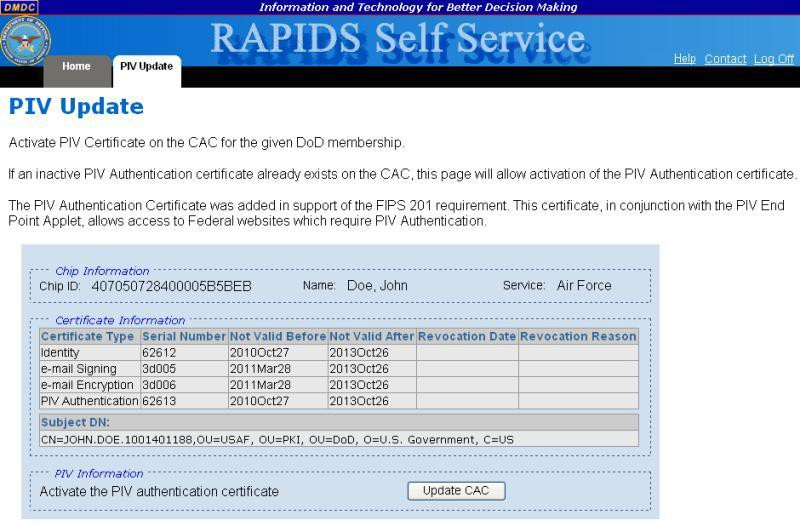 DMDC Information and Technology for Better Decision Making
RAPIDS Self Service
Home PIV Update Help Contact Log Off
PIV Update
Activate PIV Certificate on the CAC for the given DoD membership.
If an inactive PIV Authentication certificate already exists on the CAC, this page will allow activation of the PIV Authentication certificate.
The PIV Authentication Certificate was added in support of the FIPS 201 requirement. This certificate, in conjunction with the PIV End
Point Applet, allows access to Federal websites which require PIV Authentication.
Chip Information
Chip ID: 407050728400005B5BEB Name: Doe, John Service: Air Force
Certificate Information
Certificate Type Serial Number Not Valid Before Not Valid After Revocation Date Revocation Reason
Identity 62612 2010Oct27 2013Oct26
e-mail Signing 3d005 2011Mar28 2013Oct26
e-mail Encryption 3d006 2011Mar28 2013Oct26
PIV Authentication 62613 2010Oct27 2013Oct26
Subject DN:
CN=JOHN.DOE.1001401188,OU=USAF, OU=PKI, OU=DoD, O=U.S. Government, C=US
PIV Information
Activate the PIV authentication certificate Update CAC